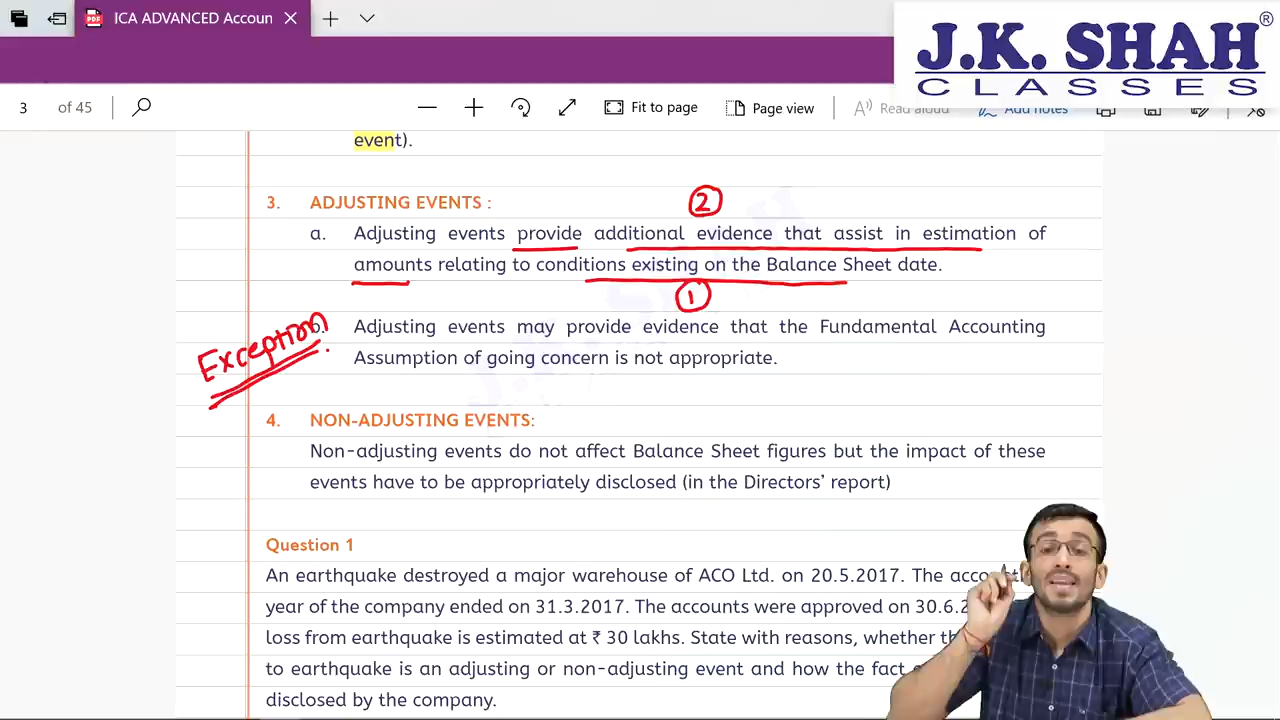 ICA ADVANCED Accoun
J.K. SHAH®
CLASSES
3 of 45
Fit to page
Page view
Read aloud
Add notes
event).
3. ADJUSTING EVENTS :
2
a. Adjusting events provide additional evidence that assist in estimation of
amounts relating to conditions existing on the Balance Sheet date.
1
Exception
b. Adjusting events may provide evidence that the Fundamental Accounting
Assumption of going concern is not appropriate.
4. NON-ADJUSTING EVENTS:
Non-adjusting events do not affect Balance Sheet figures but the impact of these
events have to be appropriately disclosed (in the Directors' report)
Question 1
An earthquake destroyed a major warehouse of ACO Ltd. on 20.5.2017. The
year of the company ended on 31.3.2017. The accounts were approved on 30.6.
loss from earthquake is estimated at ₹ 30 lakhs. State with reasons, whether
to earthquake is an adjusting or non-adjusting event and how the fact
disclosed by the company.